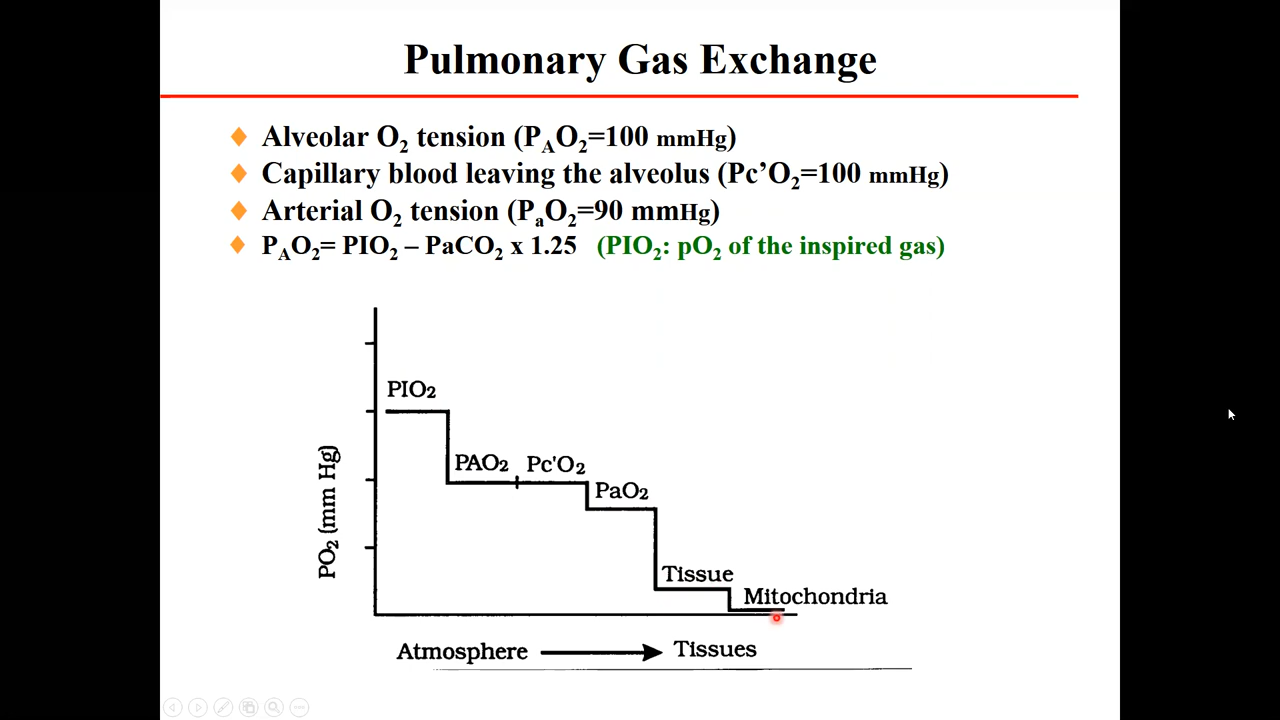 Pulmonary Gas Exchange
♦ Alveolar O₂ tension (PAO₂=100 mmHg)
♦ Capillary blood leaving the alveolus (Pc’O₂=100 mmHg)
♦ Arterial O₂ tension (PaO₂=90 mmHg)
♦ PAO₂= PIO₂ – PaCO₂ x 1.25 (PIO₂: pO₂ of the inspired gas)
PO₂ (mm Hg)
PIO₂
PAO₂ Pc'O₂
PaO₂
Tissue
Mitochondria
Atmosphere → Tissues